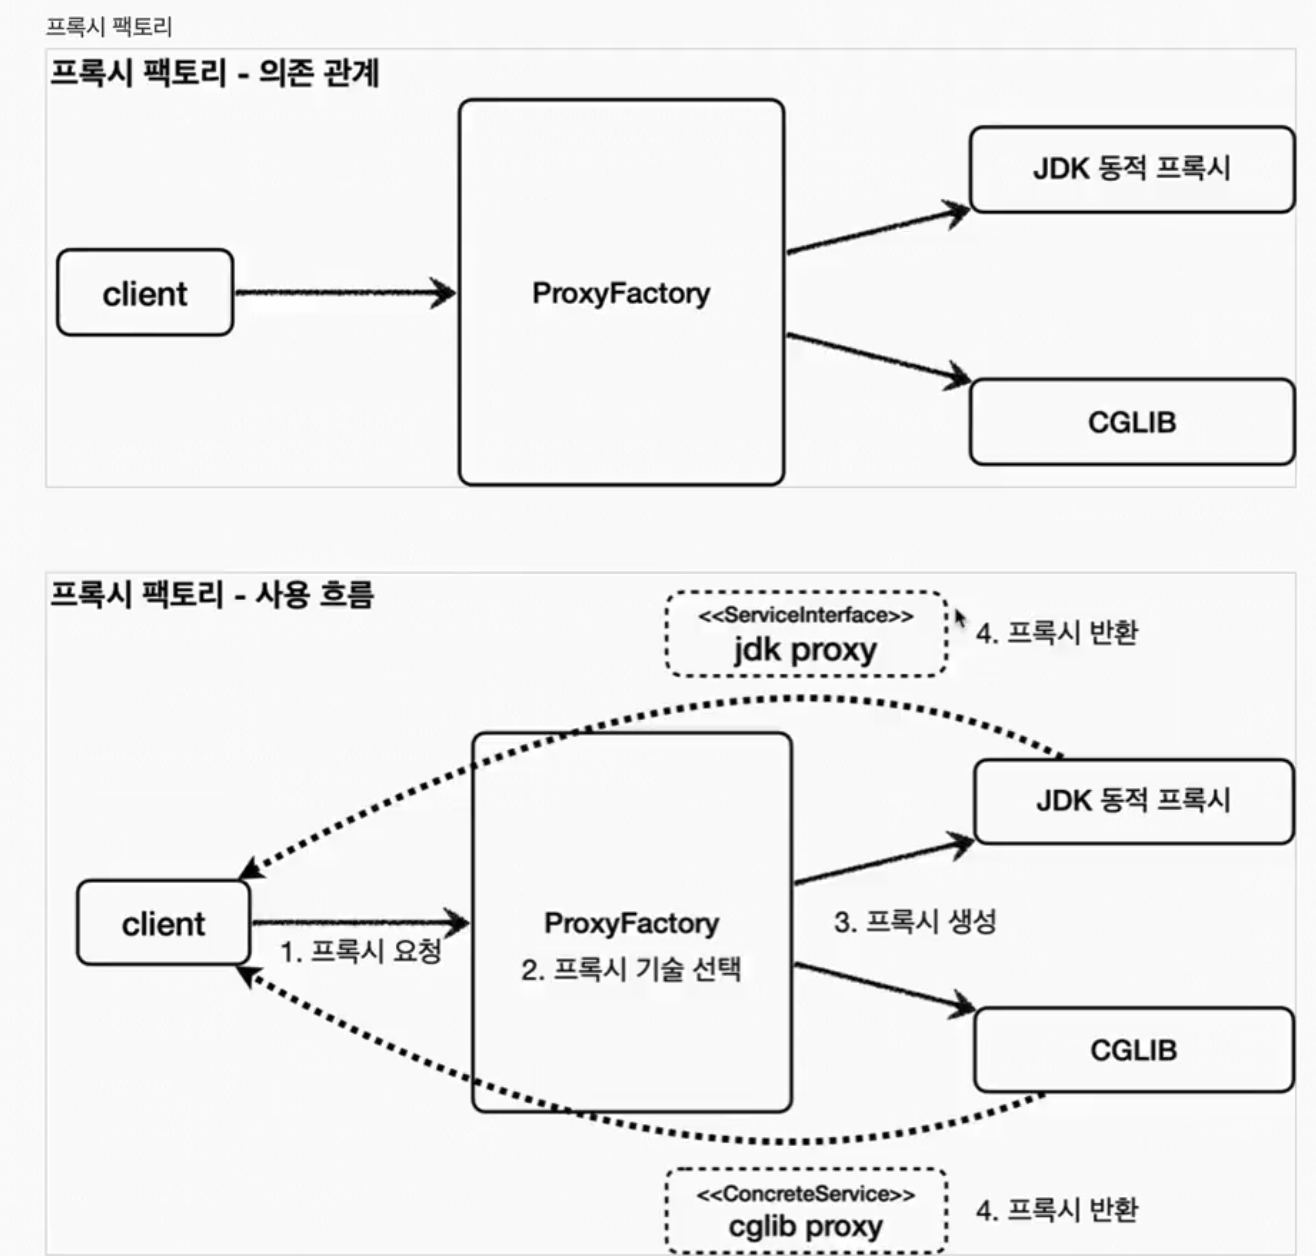 프록시 팩토리
프록시 팩토리 - 의존 관계
JDK 동적 프록시
client
ProxyFactory
CGLIB
프록시 팩토리 - 사용 흐름
<<ServiceInterface>>
jdk proxy
4. 프록시 반환
JDK 동적 프록시
client
1. 프록시 요청
ProxyFactory
2. 프록시 기술 선택
3. 프록시 생성
CGLIB
<<ConcreteService>>
cglib proxy
4. 프록시 반환